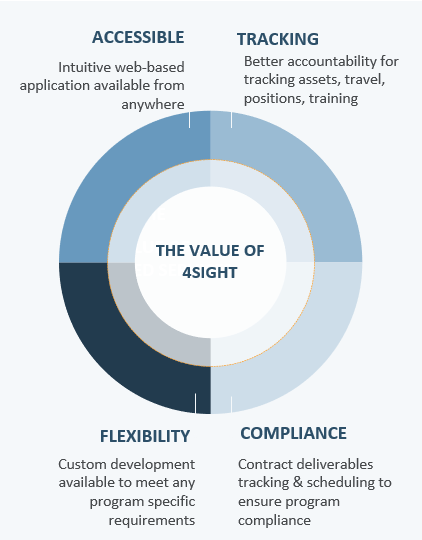 ACCESSIBLE
Intuitive web-based
application available from
anywhere
TRACKING
Better accountability for
tracking assets, travel,
positions, training
THE VALUE OF
4SIGHT
FLEXIBILITY
Custom development
available to meet any
program specific
requirements
COMPLIANCE
Contract deliverables
tracking & scheduling to
ensure program
compliance